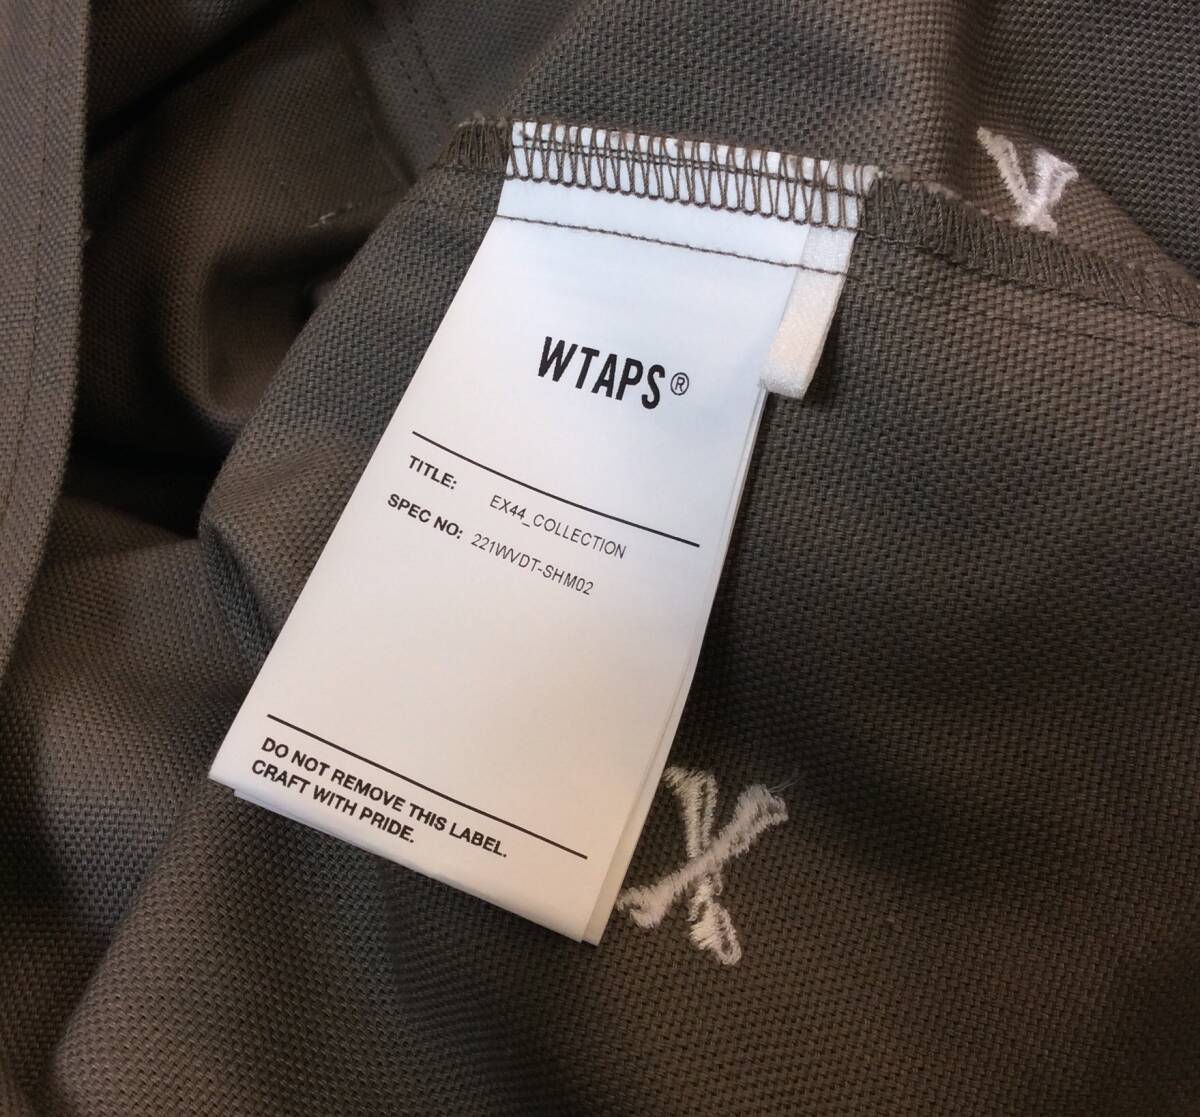 WTAPS®
TITLE: EX44_COLLECTION
SPEC NO: 221WVDT-SHM02
DO NOT REMOVE THIS LABEL.
CRAFT WITH PRIDE.